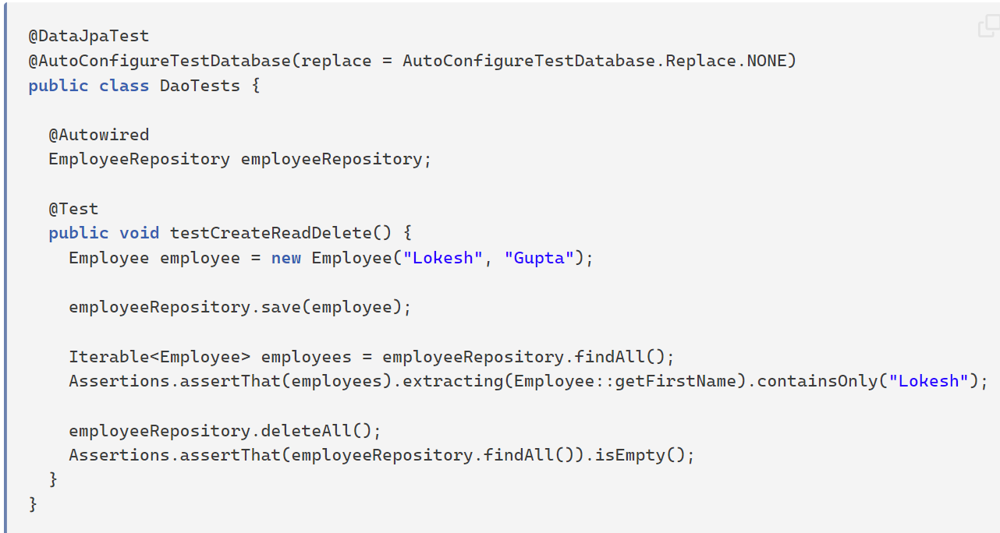 @DataJpaTest
@AutoConfigureTestDatabase(replace = AutoConfigureTestDatabase.Replace.NONE)
public class DaoTests {
@Autowired
EmployeeRepository employeeRepository;
@Test
public void testCreateReadDelete() {
Employee employee = new Employee("Lokesh", "Gupta");
employeeRepository.save(employee);
Iterable<Employee> employees = employeeRepository.findAll();
Assertions.assertThat(employees).extracting(Employee::getFirstName).containsOnly("Lokesh");
employeeRepository.deleteAll();
Assertions.assertThat(employeeRepository.findAll()).isEmpty();
}
}